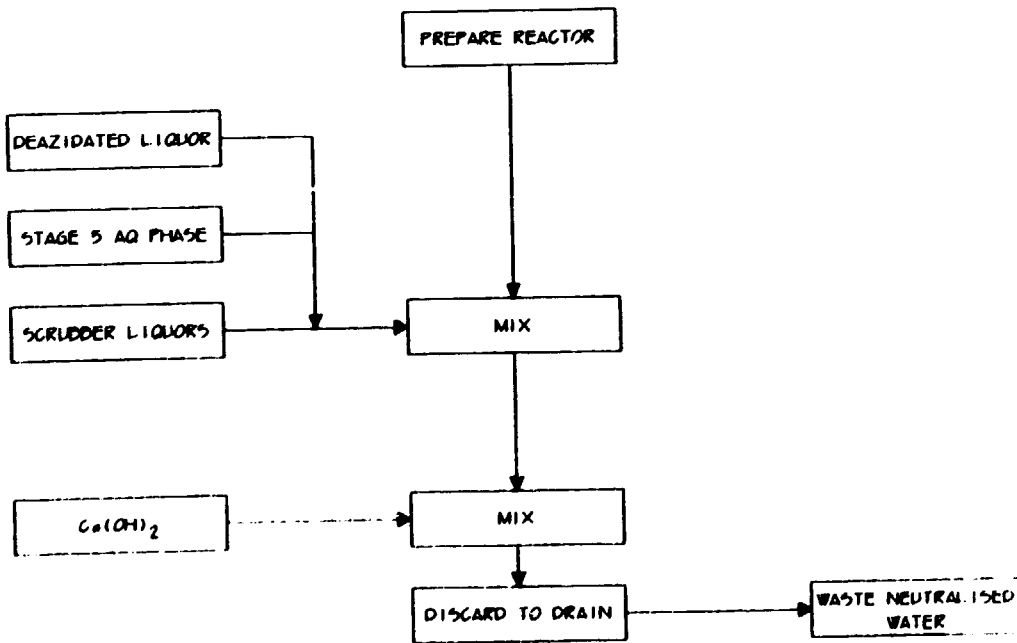 PREPARE REACTOR
DEAZIDATED LIQUOR
STAGE 5 AQ PHASE
SCRUBBER LIQUORS
MIX
Ca(OH)2
MIX
DISCARD TO DRAIN
WASTE NEUTRALISED
WATER